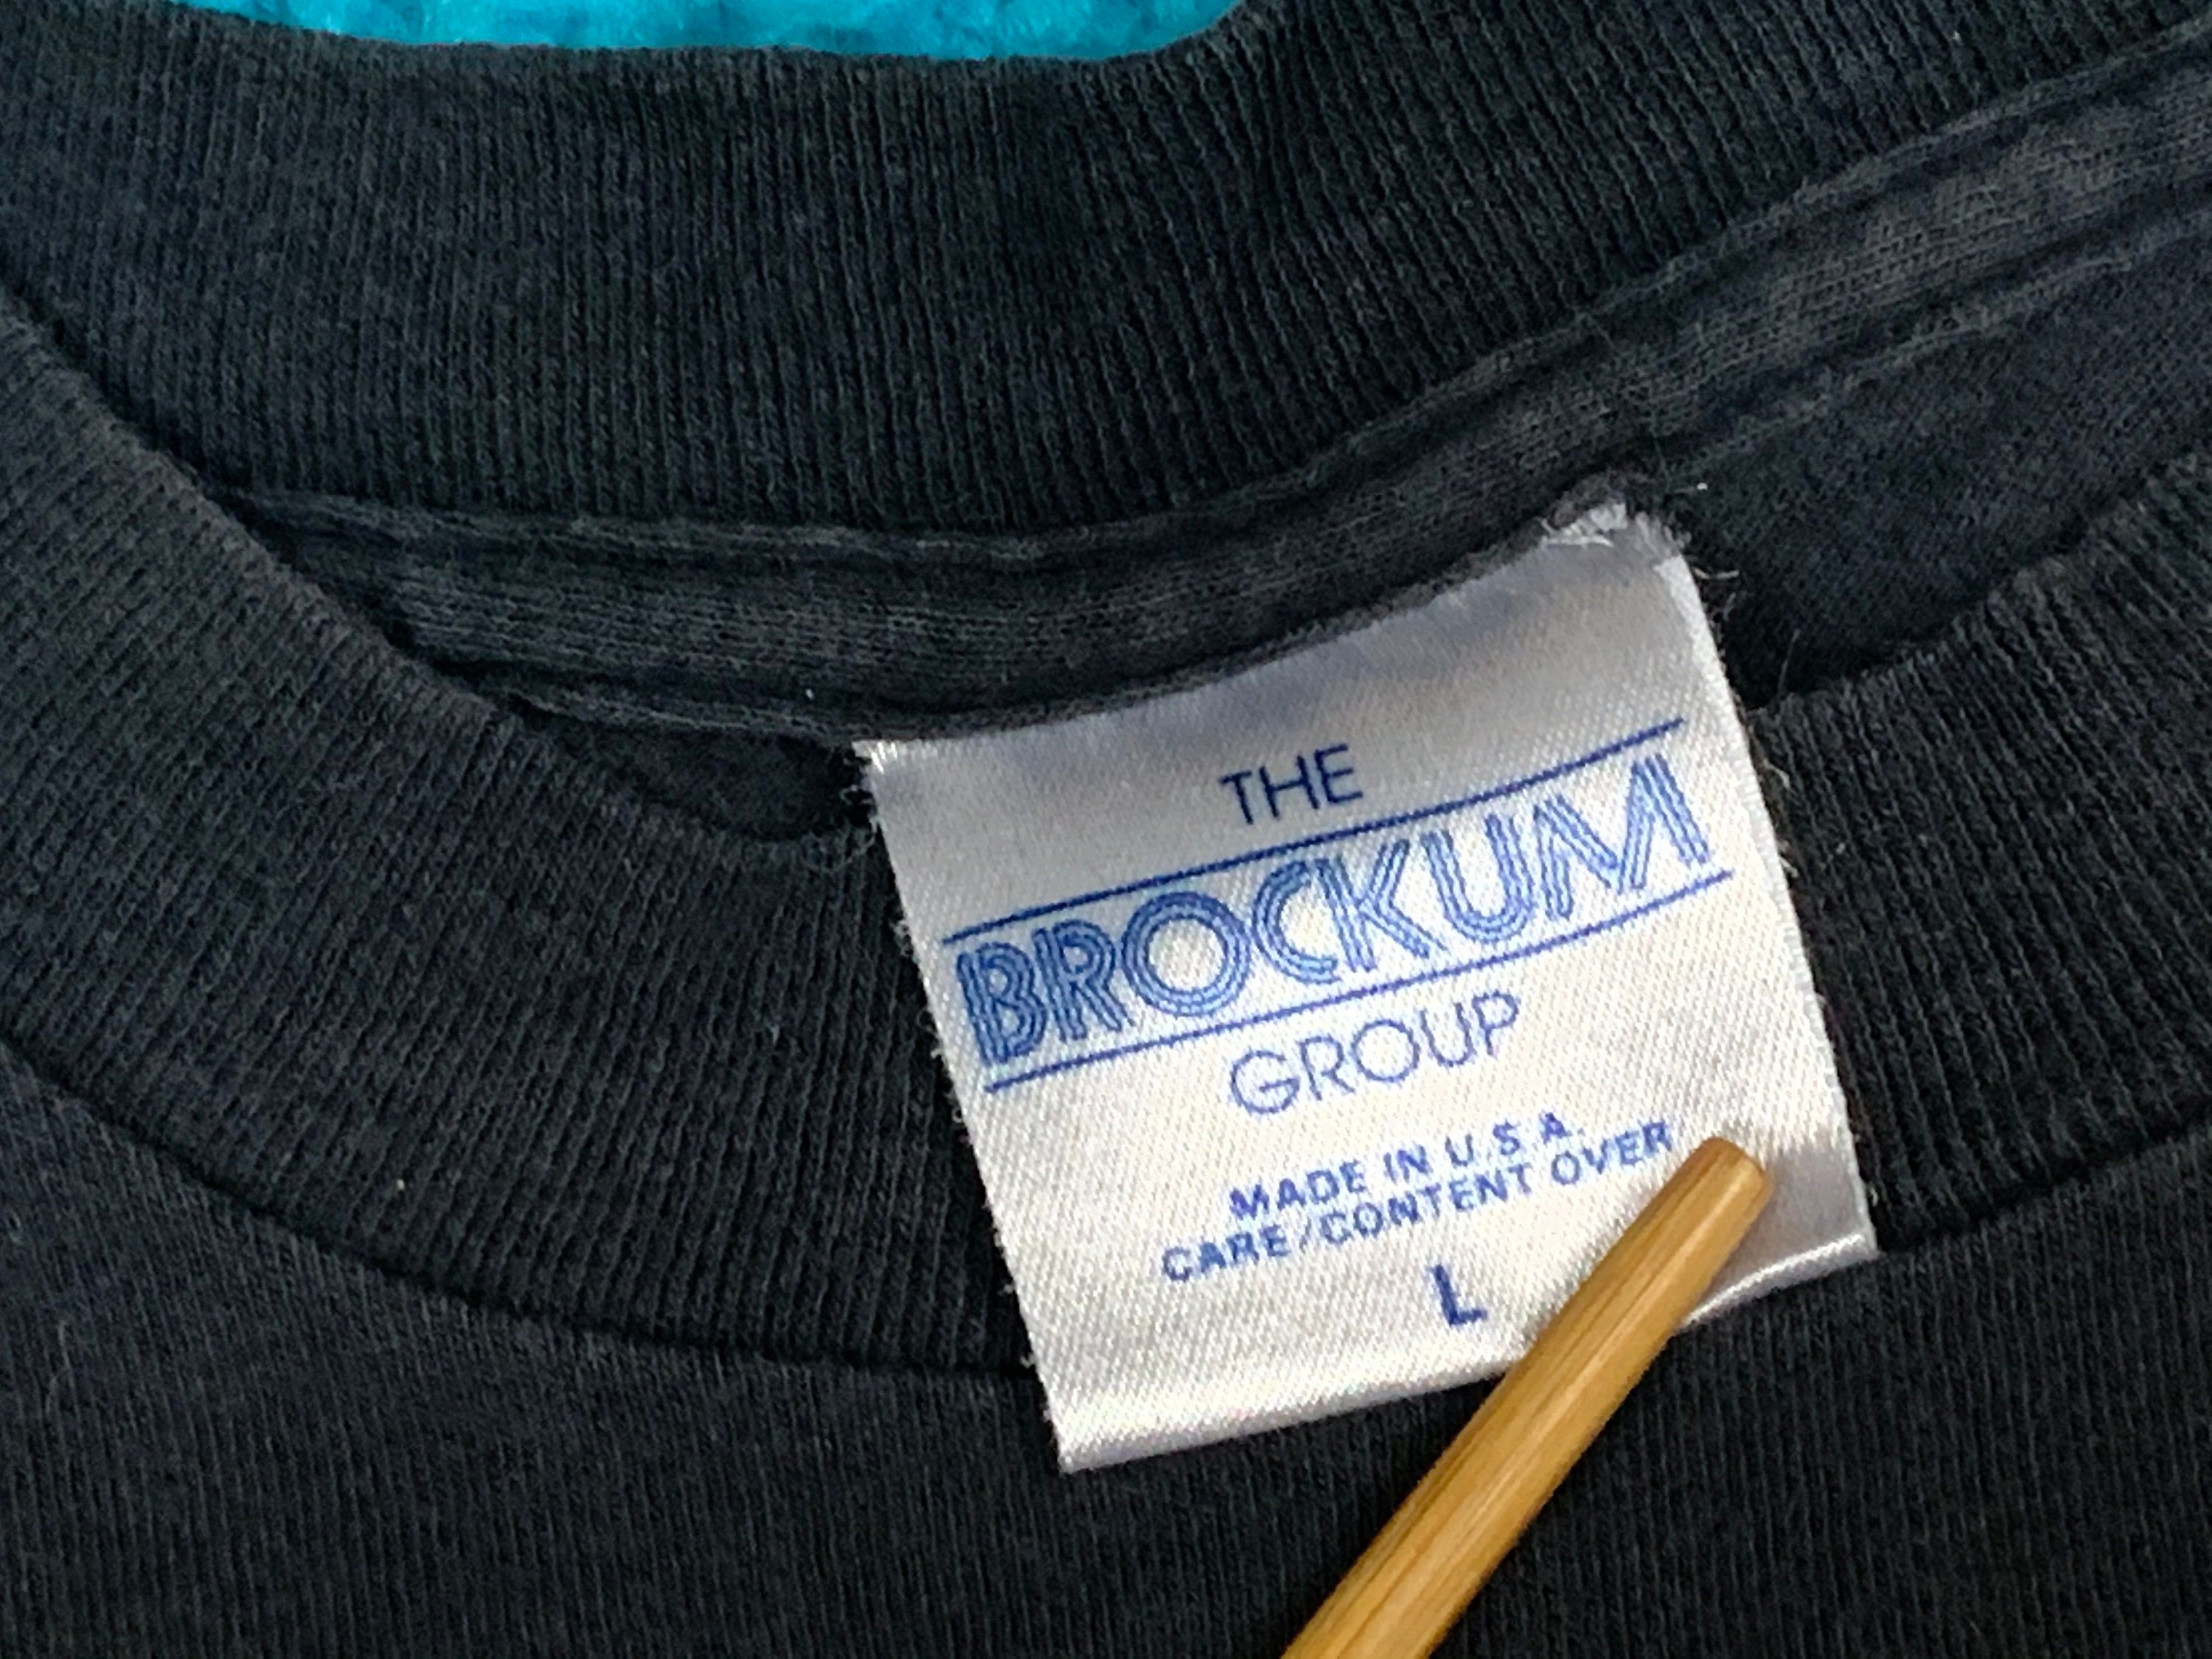 THE
BROCKUM
GROUP
MADE IN U.S.A.
CARE/CONTENT OVER
L